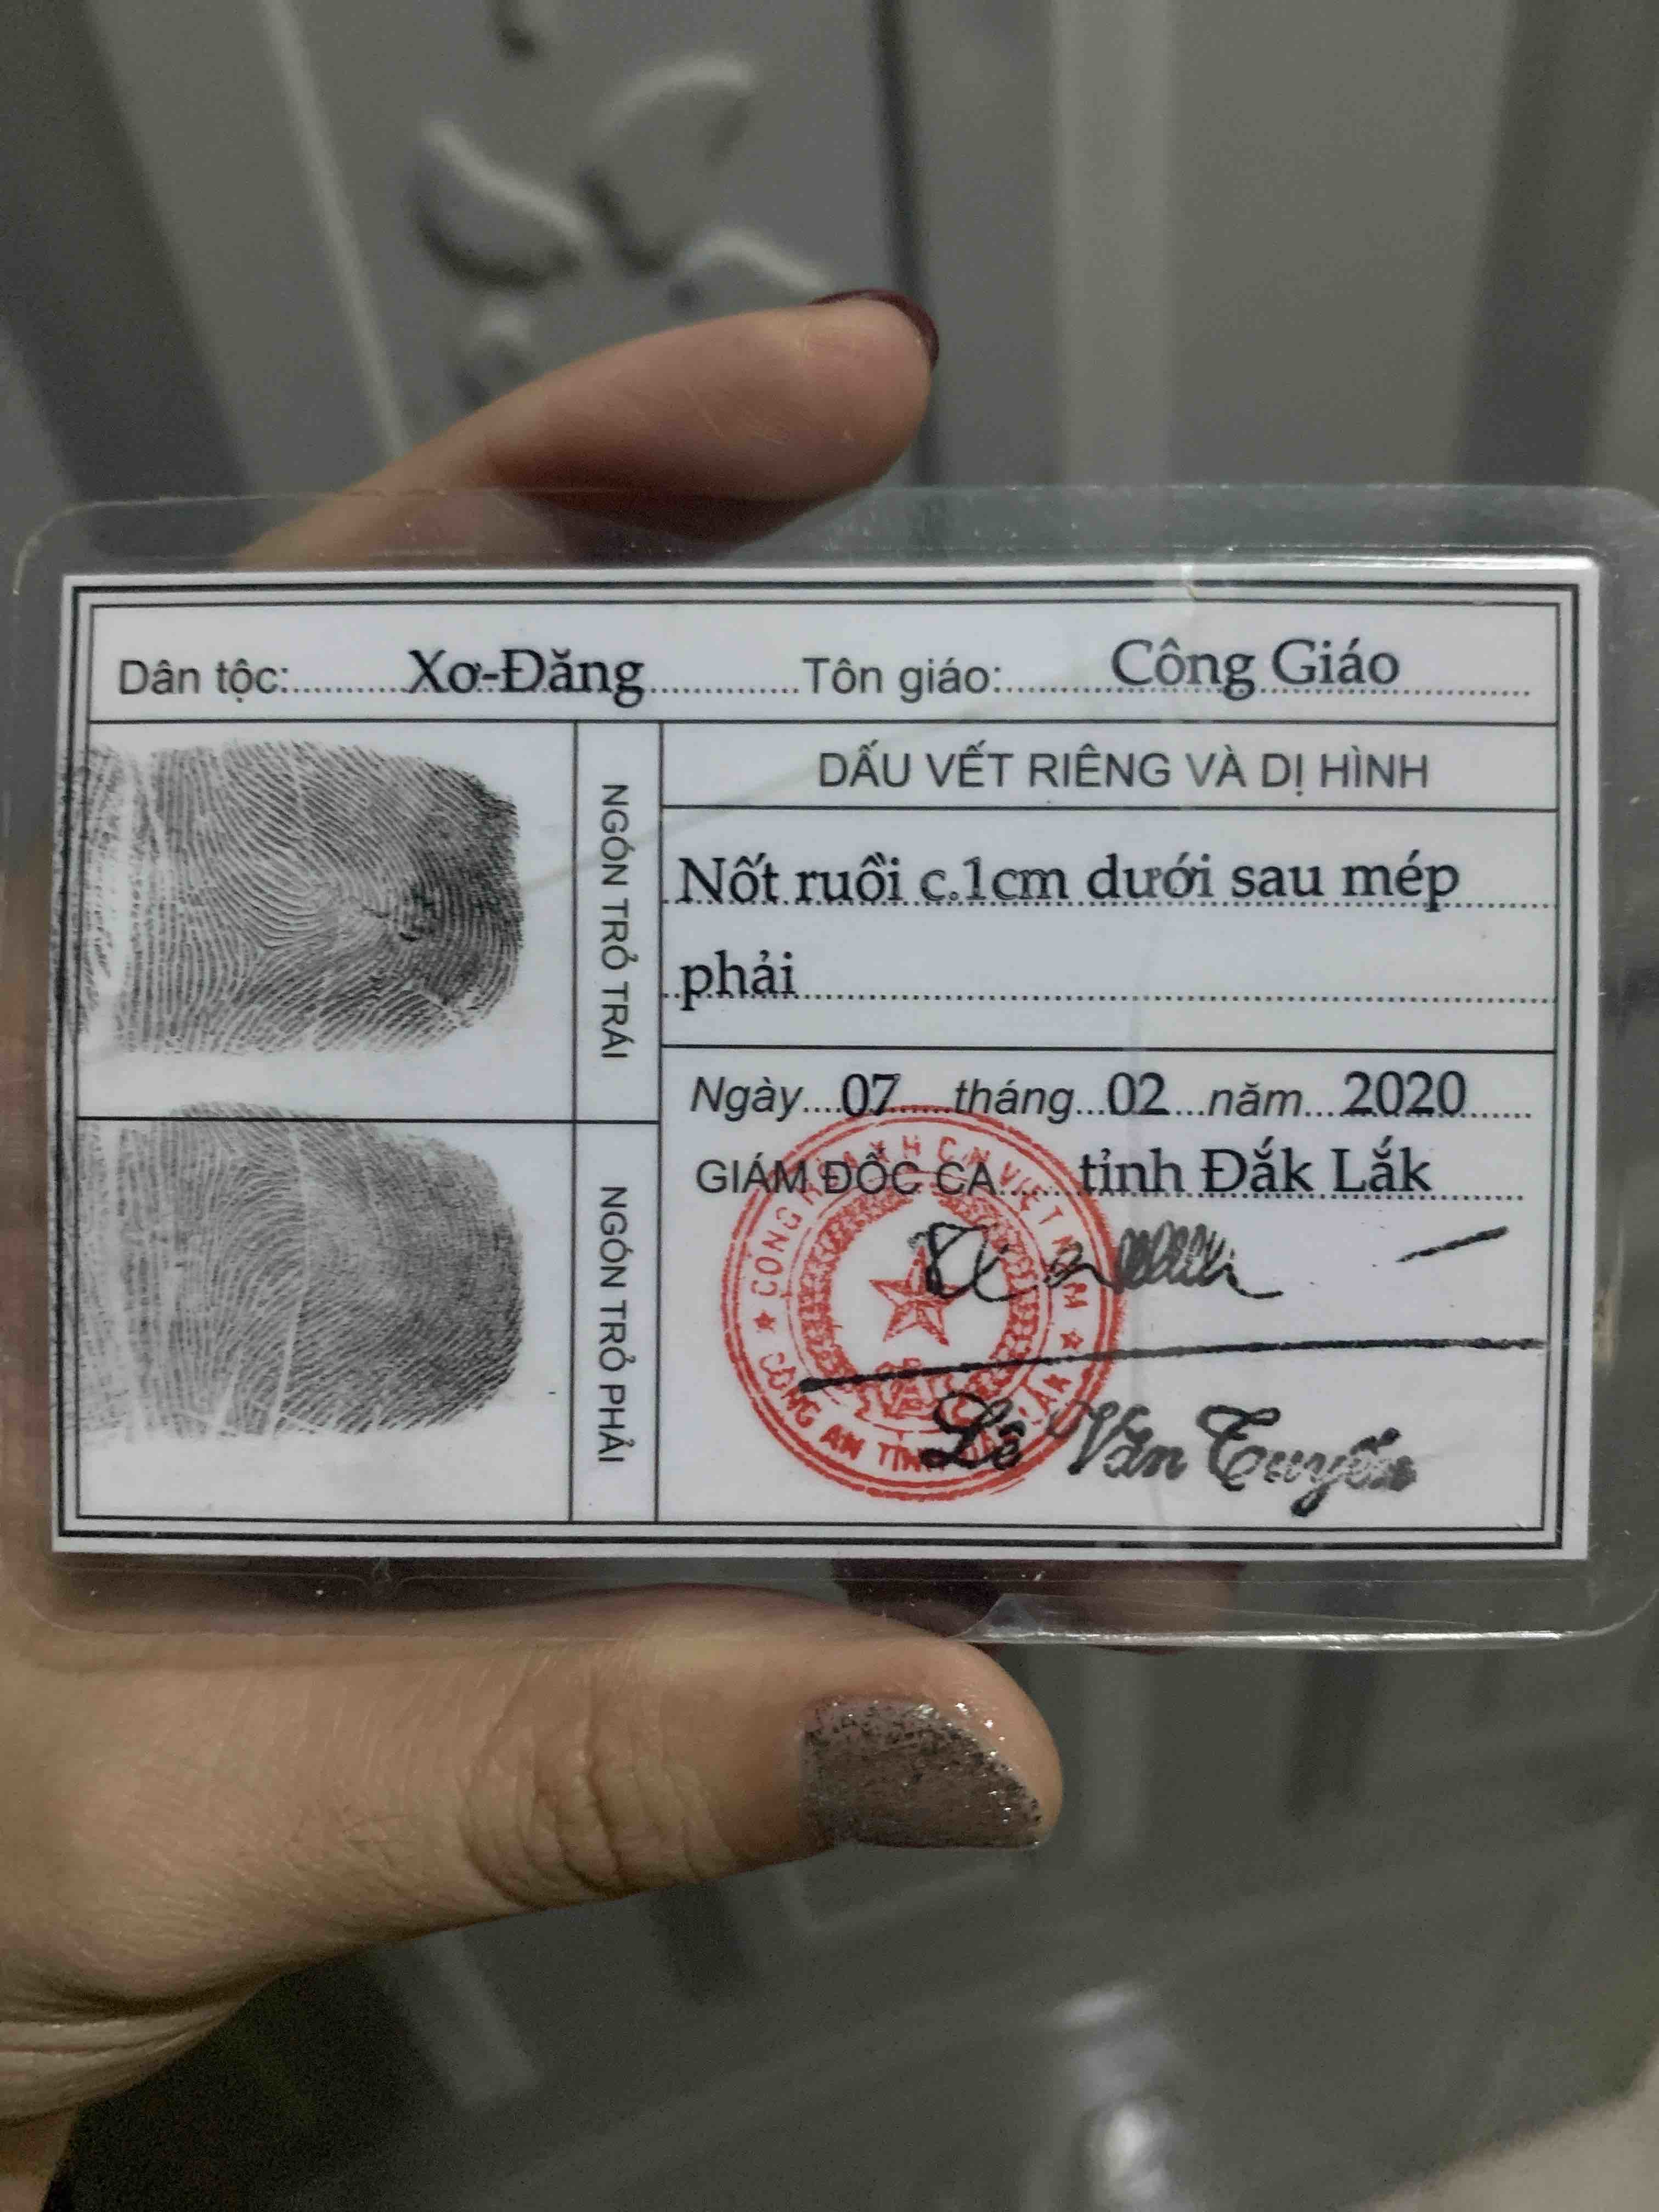 Dân tộc: Xơ-Đăng Tôn giáo: Công Giáo
NGÓN TRỎ TRÁI
DẤU VẾT RIÊNG VÀ DỊ HÌNH
Nốt ruồi c.1cm dưới sau mép
phải
NGÓN TRỎ PHẢI
Ngày 07 tháng 02 năm 2020
GIÁM ĐỐC CA tỉnh Đắk Lắk
Lê Văn Tuyến